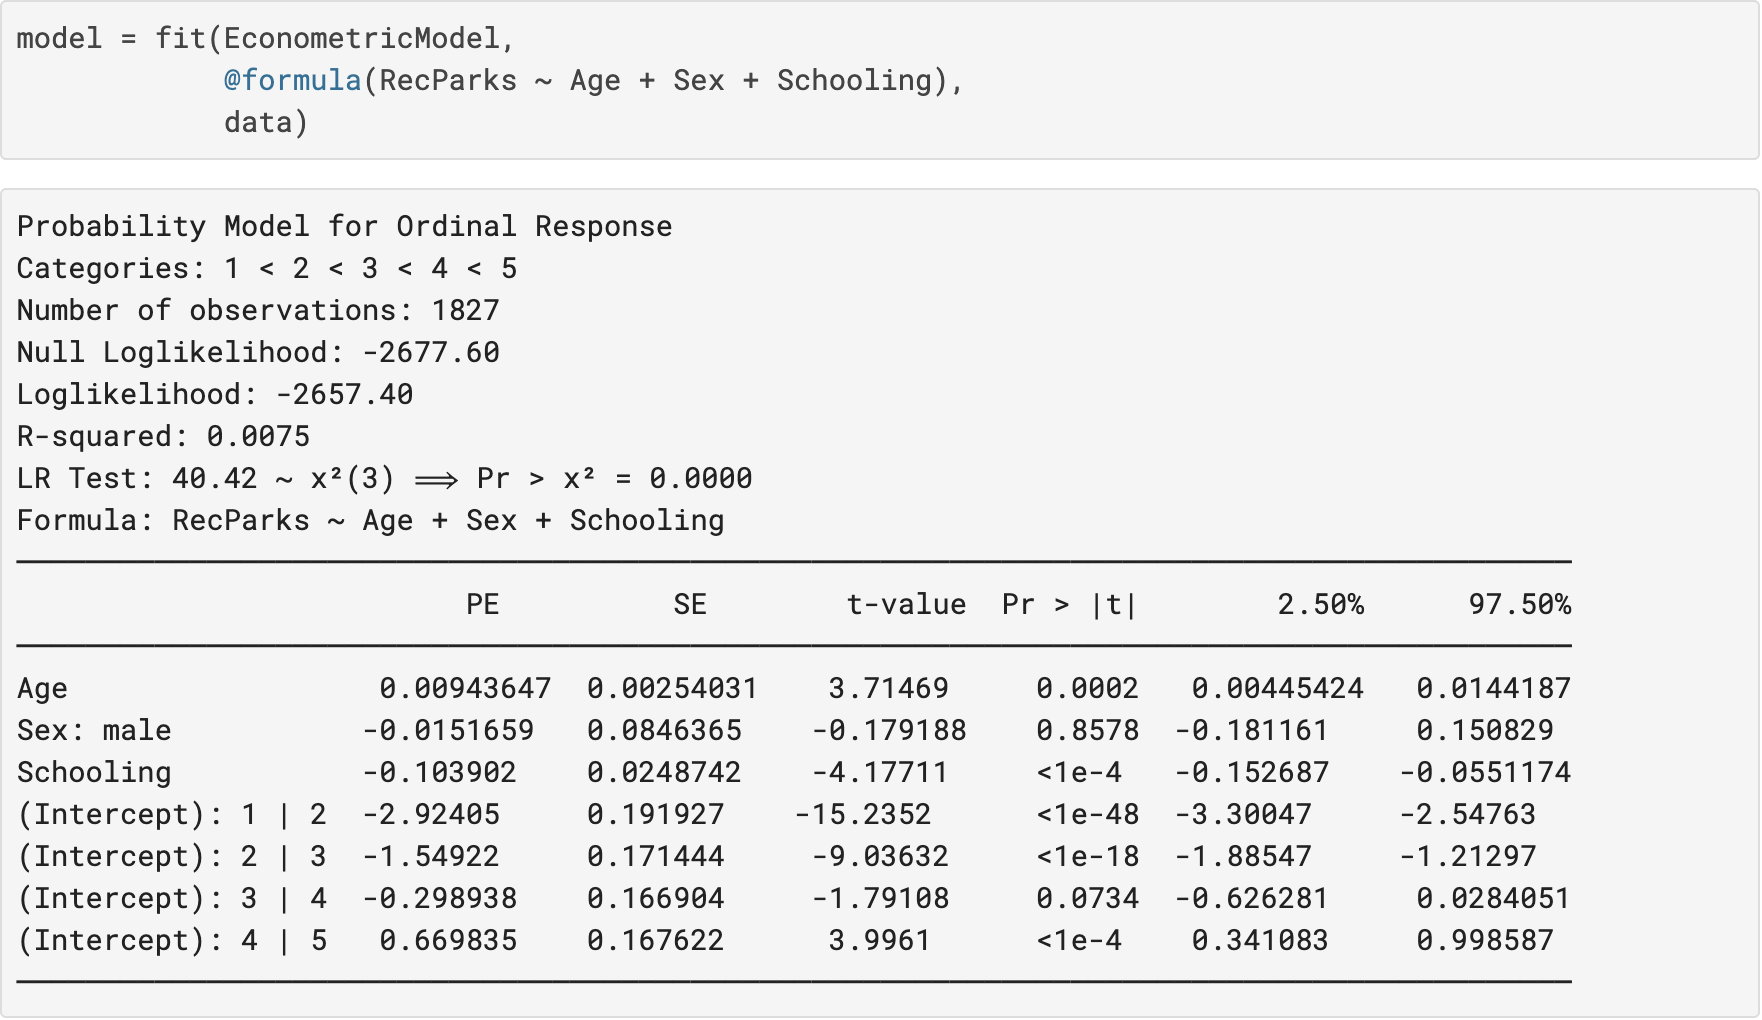 model = fit(EconometricModel,
            @formula(RecParks ~ Age + Sex + Schooling),
            data)
Probability Model for Ordinal Response
Categories: 1 < 2 < 3 < 4 < 5
Number of observations: 1827
Null Loglikelihood: -2677.60
Loglikelihood: -2657.40
R-squared: 0.0075
LR Test: 40.42 ~ χ²(3) ⟹ Pr > χ² = 0.0000
Formula: RecParks ~ Age + Sex + Schooling
PE SE t-value Pr > |t| 2.50% 97.50%
Age 0.00943647 0.00254031 3.71469 0.0002 0.00445424 0.0144187
Sex: male -0.0151659 0.0846365 -0.179188 0.8578 -0.181161 0.150829
Schooling -0.103902 0.0248742 -4.17711 <1e-4 -0.152687 -0.0551174
(Intercept): 1 | 2 -2.92405 0.191927 -15.2352 <1e-48 -3.30047 -2.54763
(Intercept): 2 | 3 -1.54922 0.171444 -9.03632 <1e-18 -1.88547 -1.21297
(Intercept): 3 | 4 -0.298938 0.166904 -1.79108 0.0734 -0.626281 0.0284051
(Intercept): 4 | 5 0.669835 0.167622 3.9961 <1e-4 0.341083 0.998587